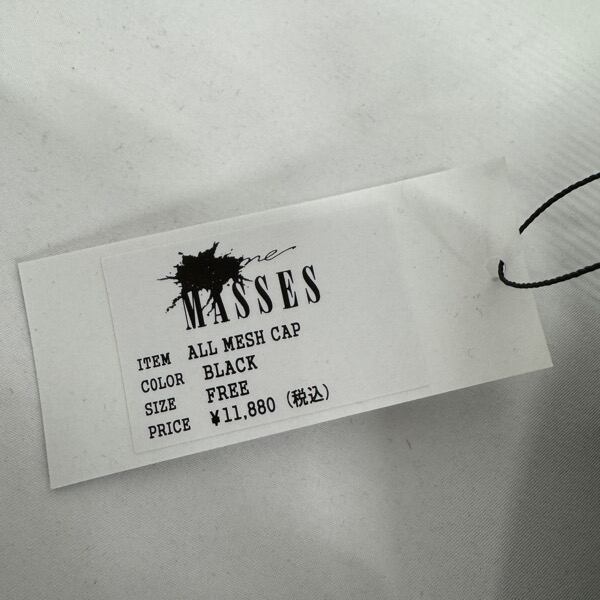 MASSES
ITEM ALL MESH CAP
COLOR BLACK
SIZE FREE
PRICE ¥11,880 (税込)